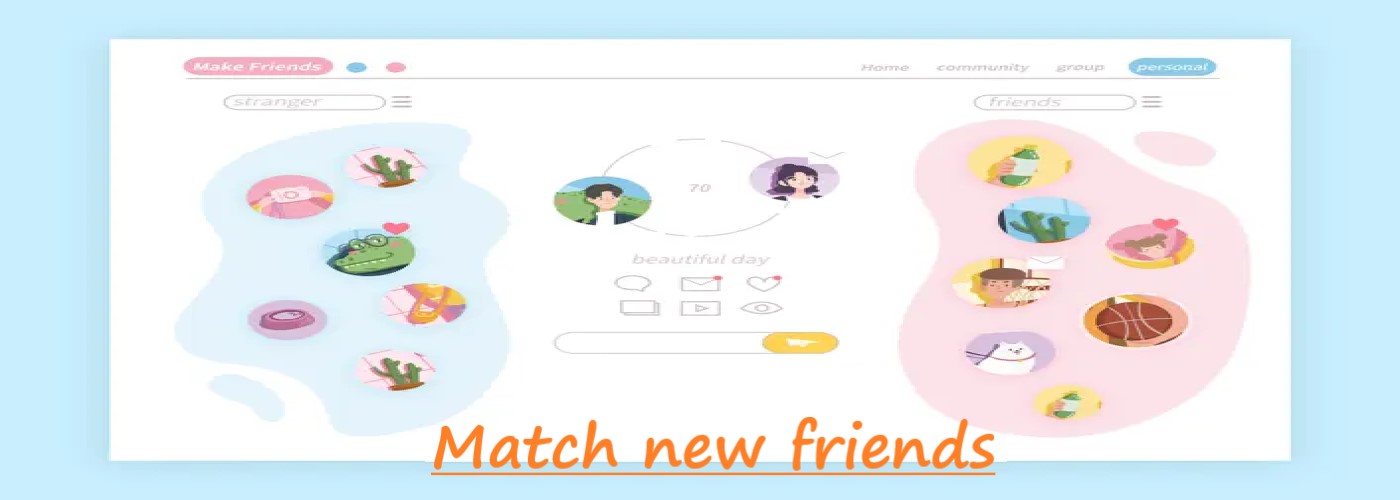 Make Friends
Home community group personal
stranger
friends
70
beautiful day
Match new friends